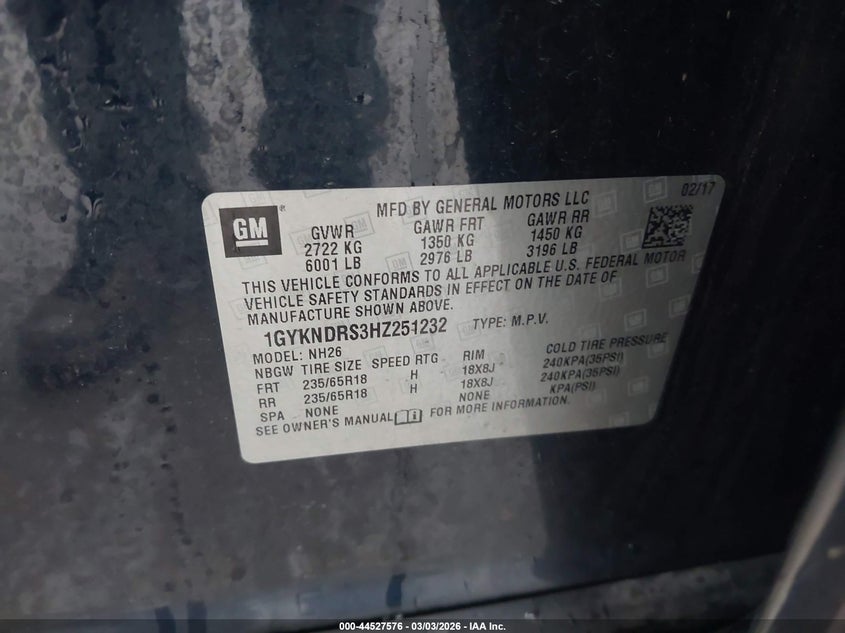 GM
MFD BY GENERAL MOTORS LLC
02/17
GVWR GAWR FRT GAWR RR
2722 KG 1350 KG 1450 KG
6001 LB 2976 LB 3196 LB
THIS VEHICLE CONFORMS TO ALL APPLICABLE U.S. FEDERAL MOTOR
VEHICLE SAFETY STANDARDS IN EFFECT ON THE DATE OF
MANUFACTURE SHOWN ABOVE.
1GYKNDRS3HZ251232 TYPE: M.P.V.
MODEL: NH26
NBGW TIRE SIZE SPEED RTG RIM COLD TIRE PRESSURE
FRT 235/65R18 H 18X8J 240KPA(35PSI)
RR 235/65R18 H 18X8J 240KPA(35PSI)
SPA NONE NONE KPA(PSI)
SEE OWNER'S MANUAL FOR MORE INFORMATION.
000-44527576 - 03/03/2026 - IAA Inc.